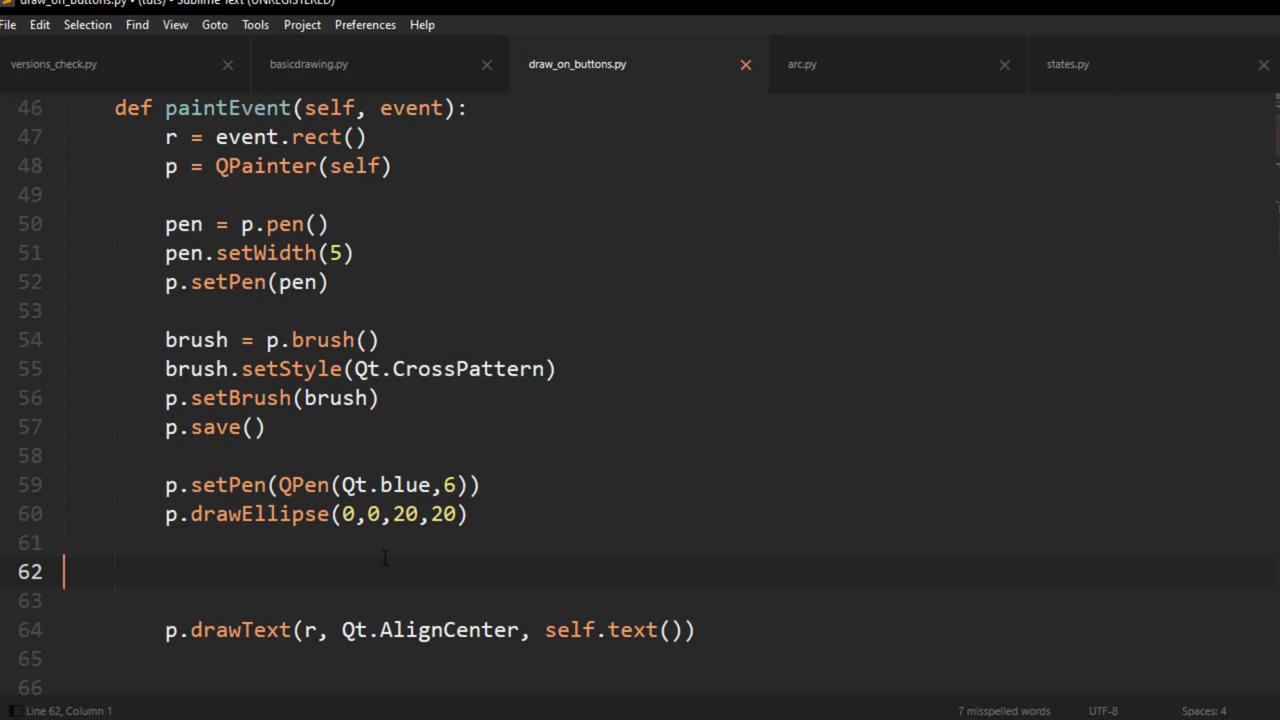 draw_on_buttons.py • (tuts) - Sublime Text (UNREGISTERED)
File Edit Selection Find View Goto Tools Project Preferences Help
versions_check.py basicdrawing.py draw_on_buttons.py arc.py states.py
46 def paintEvent(self, event):
47 r = event.rect()
48 p = QPainter(self)
49
50 pen = p.pen()
51 pen.setWidth(5)
52 p.setPen(pen)
53
54 brush = p.brush()
55 brush.setStyle(Qt.CrossPattern)
56 p.setBrush(brush)
57 p.save()
58
59 p.setPen(QPen(Qt.blue,6))
60 p.drawEllipse(0,0,20,20)
61
62
63
64 p.drawText(r, Qt.AlignCenter, self.text())
65
66
Line 62, Column 1 7 misspelled words UTF-8 Spaces: 4